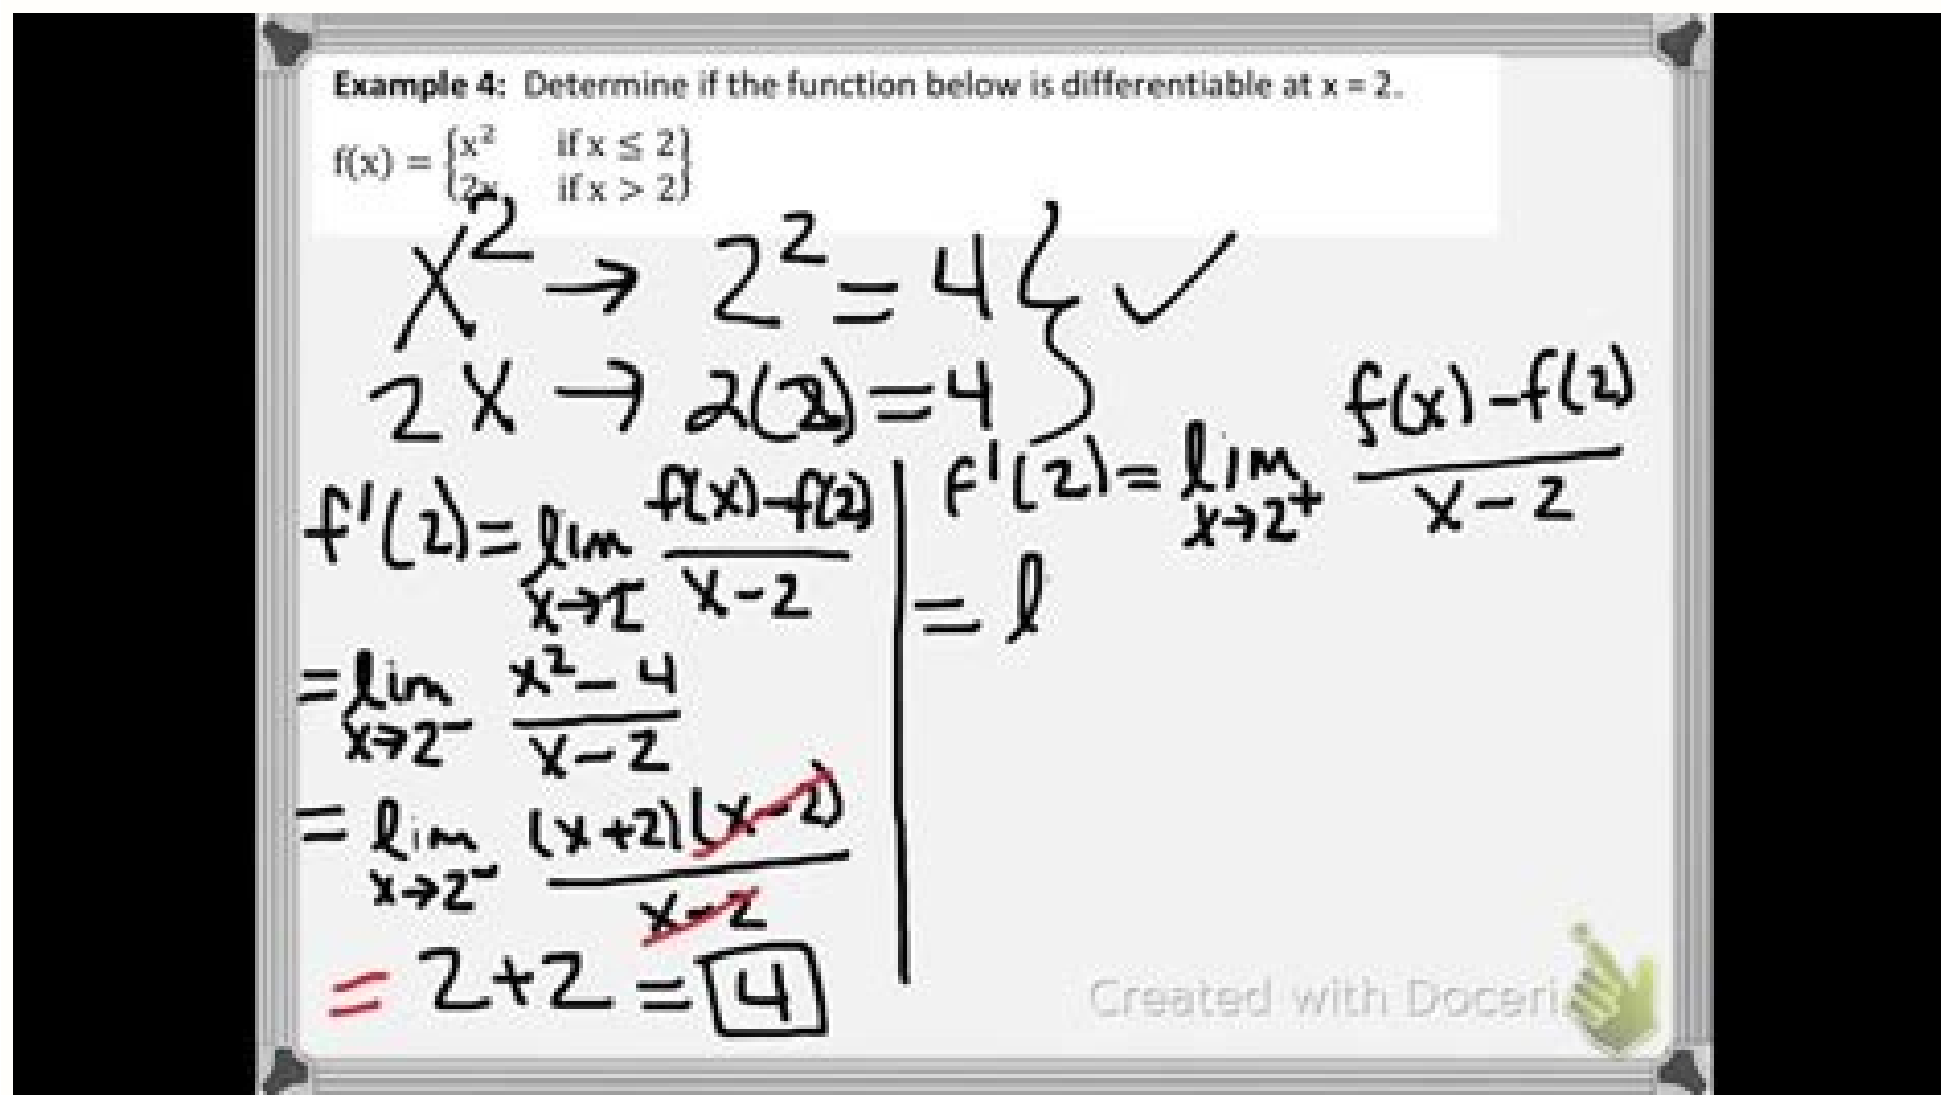 Example 4: Determine if the function below is differentiable at x = 2.
f(x) = {x² if x ≤ 2}
{2x if x > 2}
x² → 2² = 4 } ✓
2x → 2(2) = 4
f'(2) = lim x→2⁻ f(x)-f(2) / x-2
= lim x→2⁻ x²-4 / x-2
= lim x→2⁻ (x+2)(x-2) / x-2
= 2+2 = 4
f'(2) = lim x→2⁺ f(x)-f(2) / x-2
= l
Created with Doceri